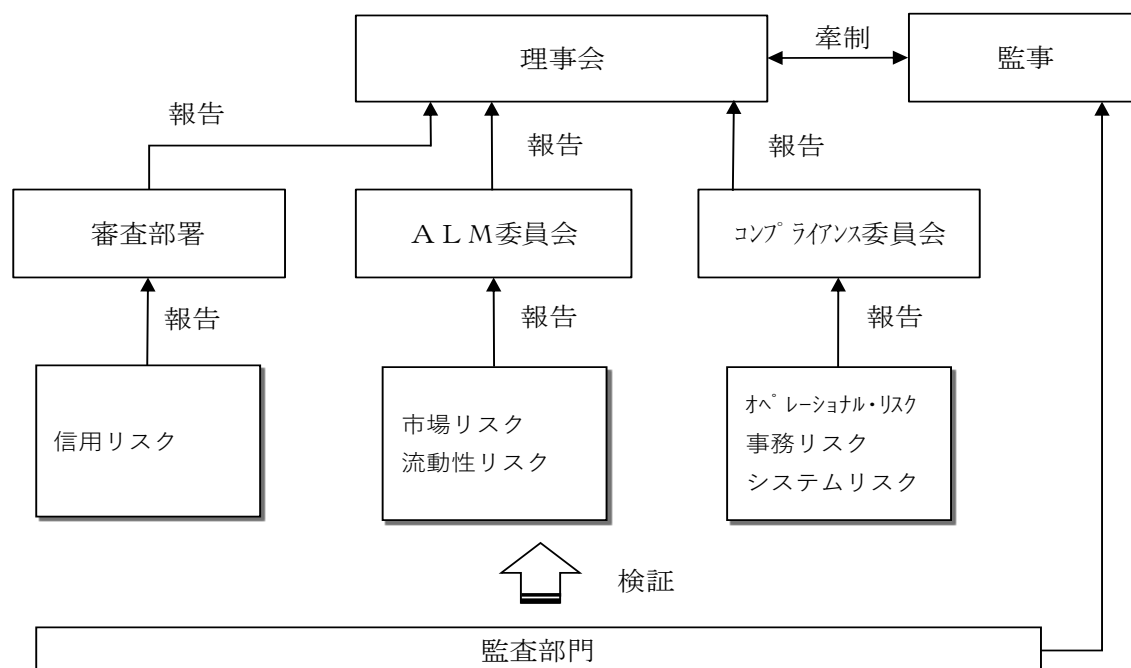 理事会
牽制
監事
報告
報告
報告
審査部署
ＡＬＭ委員会
ｺﾝﾌﾟﾗｲｱﾝｽ委員会
報告
報告
報告
信用リスク
市場リスク
流動性リスク
ｵﾍﾟﾚｰｼｮﾅﾙ・ﾘｽｸ
事務リスク
システムリスク
検証
監査部門